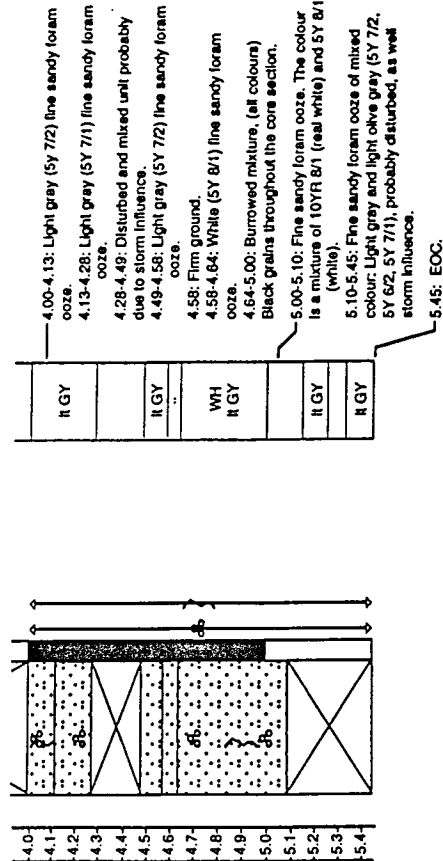 4.0
4.1
4.2
4.3
4.4
4.5
4.6
4.7
4.8
4.9
5.0
5.1
5.2
5.3
5.4
lt GY
lt GY
..
WH
lt GY
lt GY
lt GY
4.00-4.13: Light gray (5y 7/2) fine sandy foram
ooze.
4.13-4.28: Light gray (5Y 7/1) fine sandy foram
ooze.
4.28-4.49: Disturbed and mixed unit probably
due to storm influence.
4.49-4.58: Light gray (5Y 7/2) fine sandy foram
ooze.
4.58: Firm ground.
4.58-4.64: White (5Y 8/1) fine sandy foram
ooze.
4.64-5.00: Burrowed mixture, (all colours)
Black grains throughout the core section.
5.00-5.10: Fine sandy foram ooze. The colour
is a mixture of 10YR 8/1 (real white) and 5Y 8/1
(white).
5.10-5.45: Fine sandy foram ooze of mixed
colour: Light gray and light olive gray (5Y 7/2,
5Y 6/2, 5Y 7/1), probably disturbed, as well
storm influence.
5.45: EOC.